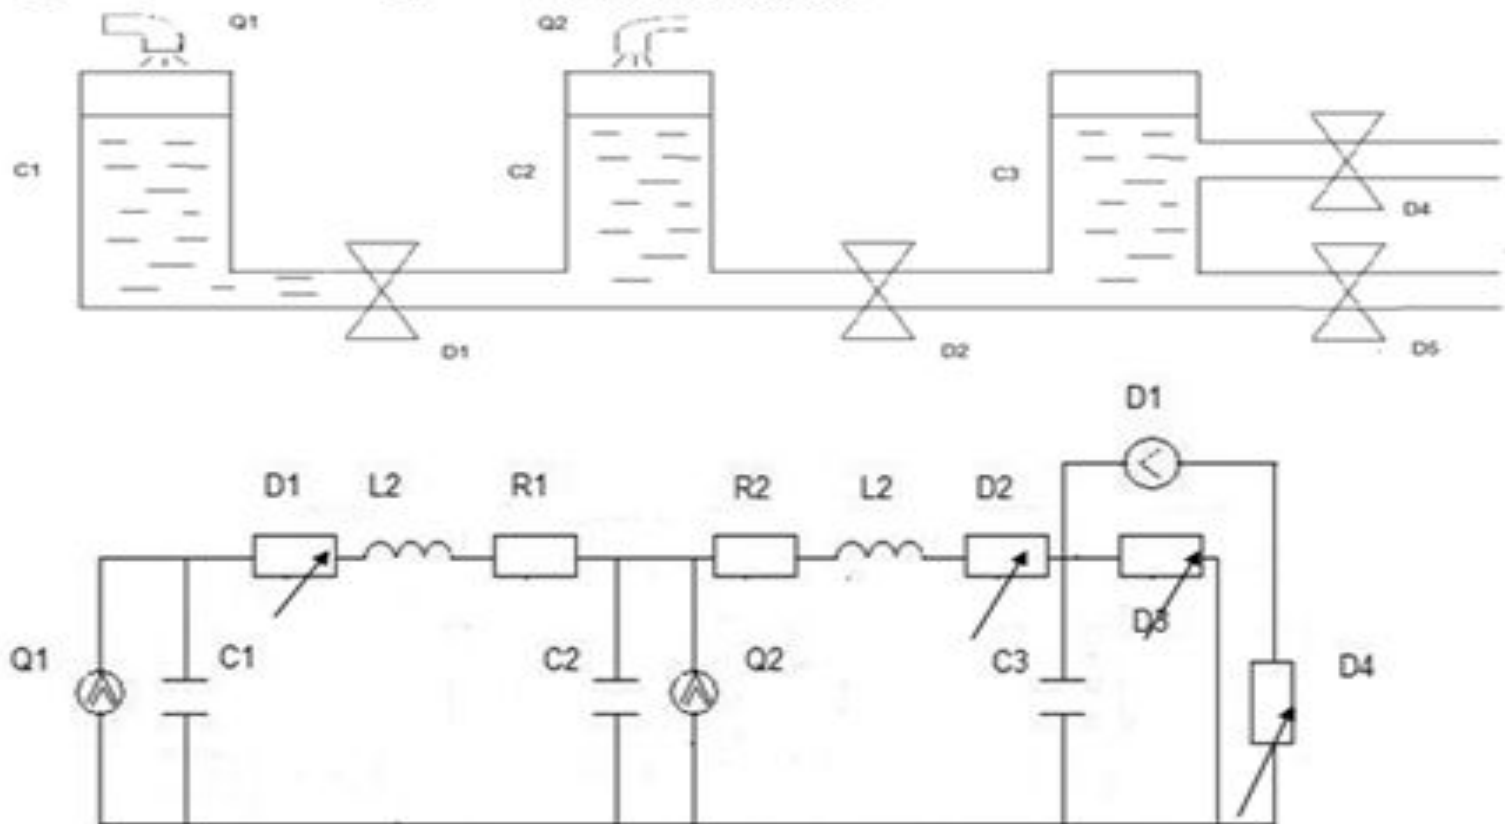 Q1 Q2
C1 C2 C3
D4
D1 D2 D5
D1
D1 L2 R1 R2 L2 D2
D3
Q1 C1 C2 Q2 C3 D4